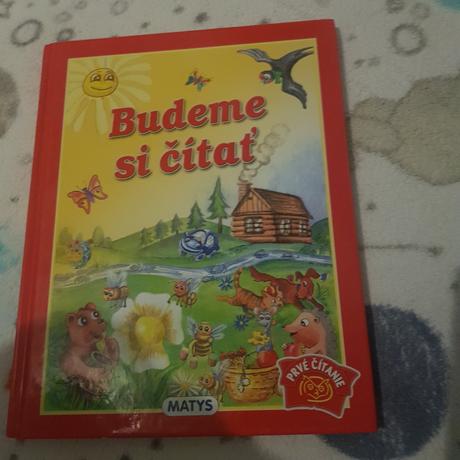 Budeme
si čítať
PRVÉ ČÍTANIE
MATYS